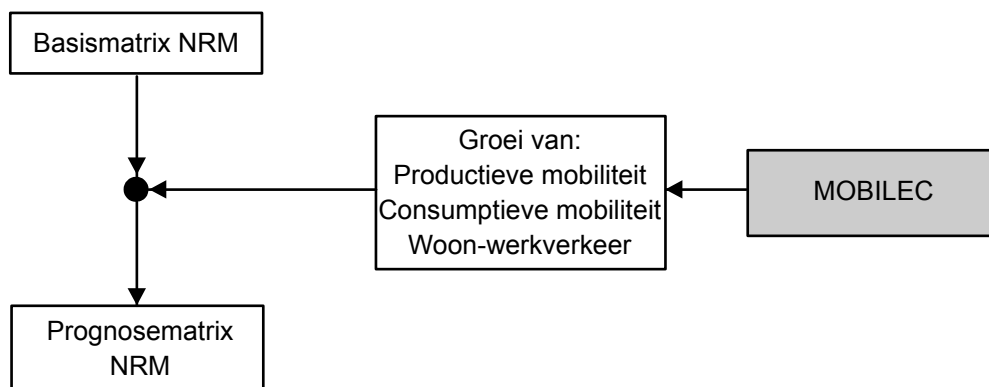 Basismatrix NRM
Groei van:
Productieve mobiliteit
Consumptieve mobiliteit
Woon-werkverkeer
MOBILEC
Prognosematrix
NRM